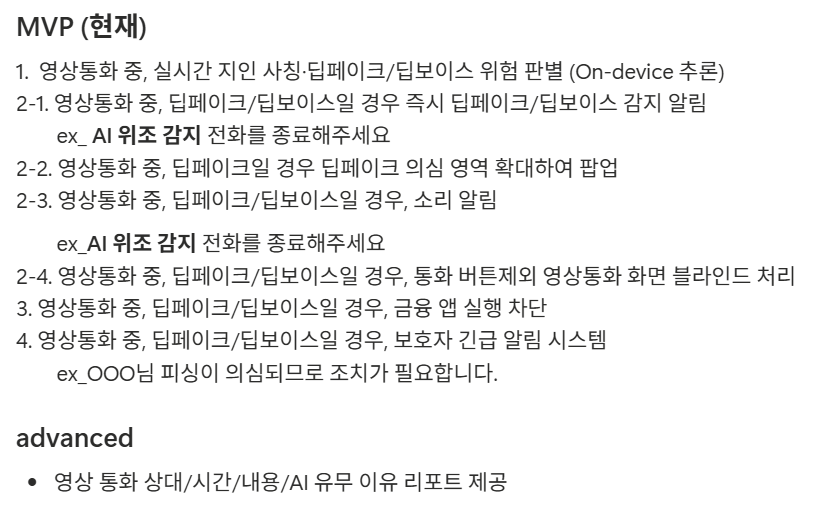 MVP (현재)
1. 영상통화 중, 실시간 지인 사칭·딥페이크/딥보이스 위험 판별 (On-device 추론)
2-1. 영상통화 중, 딥페이크/딥보이스일 경우 즉시 딥페이크/딥보이스 감지 알림
ex_ AI 위조 감지 전화를 종료해주세요
2-2. 영상통화 중, 딥페이크일 경우 딥페이크 의심 영역 확대하여 팝업
2-3. 영상통화 중, 딥페이크/딥보이스일 경우, 소리 알림
ex_AI 위조 감지 전화를 종료해주세요
2-4. 영상통화 중, 딥페이크/딥보이스일 경우, 통화 버튼제외 영상통화 화면 블라인드 처리
3. 영상통화 중, 딥페이크/딥보이스일 경우, 금융 앱 실행 차단
4. 영상통화 중, 딥페이크/딥보이스일 경우, 보호자 긴급 알림 시스템
ex_OOO님 피싱이 의심되므로 조치가 필요합니다.
advanced
• 영상 통화 상대/시간/내용/AI 유무 이유 리포트 제공